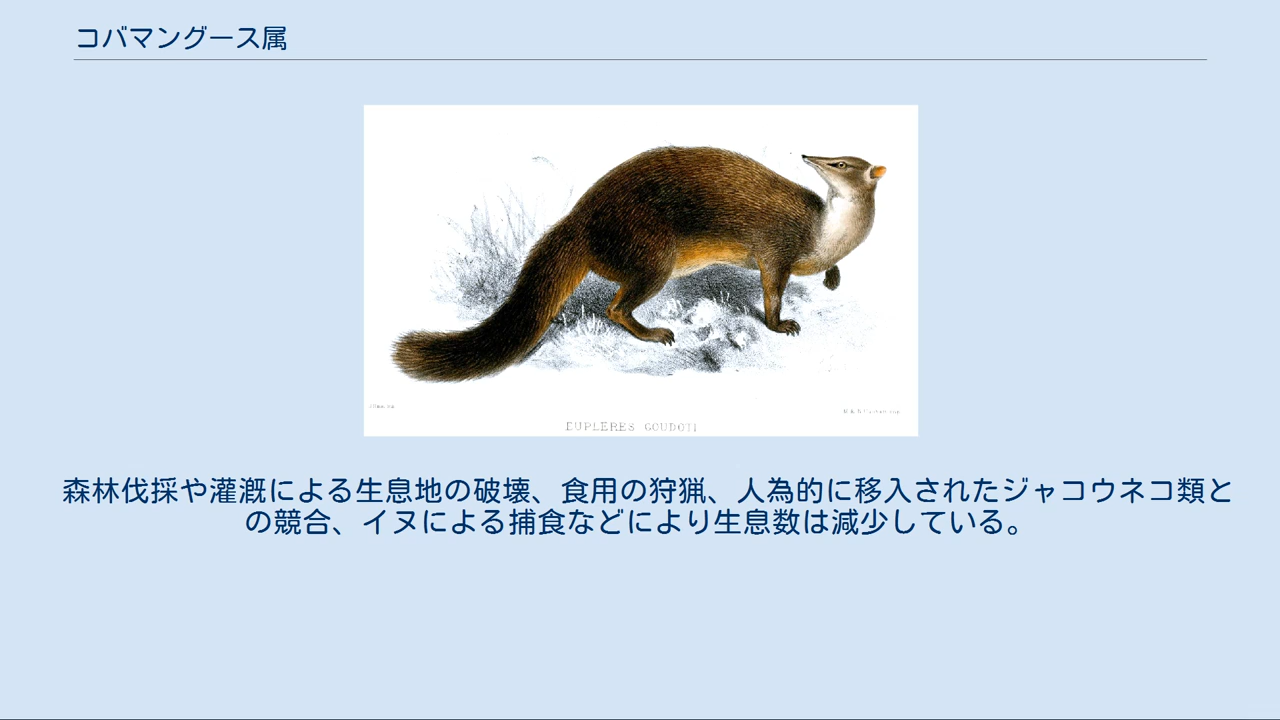 コバマングース属
EUPLERES GOUDOTI
森林伐採や灌漑による生息地の破壊、食用の狩猟、人為的に移入されたジャコウネコ類と
の競合、イヌによる捕食などにより生息数は減少している。